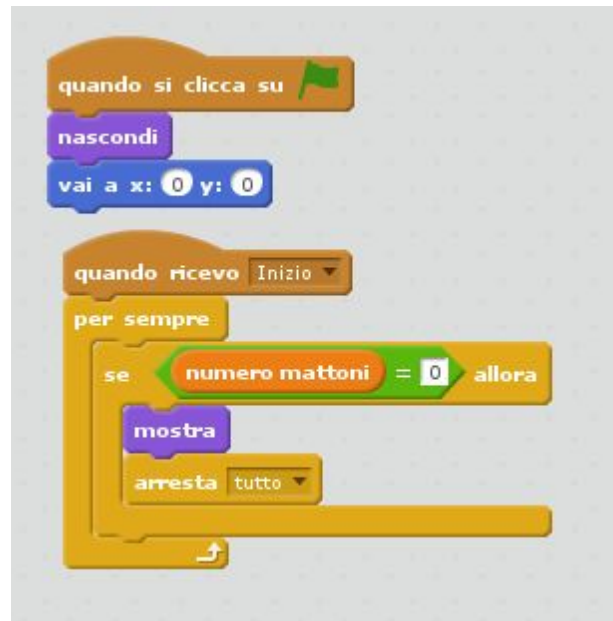 quando si clicca su
nascondi
vai a x: 0 y: 0
quando ricevo Inizio
per sempre
se numero mattoni = 0 allora
mostra
arresta tutto